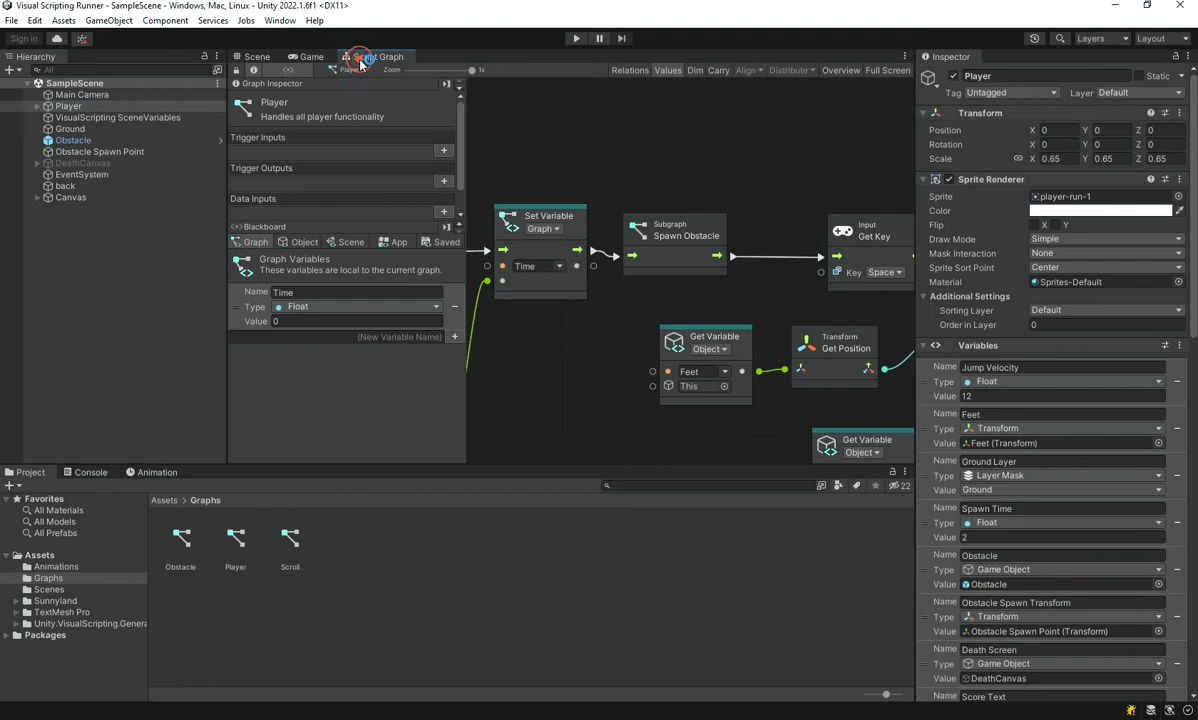 Visual Scripting Runner - SampleScene - Windows, Mac, Linux - Unity 2022.1.6f1 <DX11>
File Edit Assets GameObject Component Services Jobs Window Help
Sign in Layers Layout
Hierarchy
All
SampleScene
Main Camera
Player
VisualScripting SceneVariables
Ground
Obstacle
Obstacle Spawn Point
DeathCanvas
EventSystem
back
Canvas
Scene Game Graph
Zoom 1x Relations Values Dim Carry Align Distribute Overview Full Screen
Graph Inspector
Player
Handles all player functionality
Trigger Inputs
Trigger Outputs
Data Inputs
Blackboard
Graph Object Scene App Saved
Graph Variables
These variables are local to the current graph.
Name Time
Type Float
Value 0
(New Variable Name)
Set Variable
Graph
Time
Subgraph
Spawn Obstacle
Input
Get Key
Key Space
Get Variable
Object
Feet
This
Transform
Get Position
Get Variable
Object
Inspector
Player Static
Tag Untagged Layer Default
Transform
Position X 0 Y 0 Z 0
Rotation X 0 Y 0 Z 0
Scale X 0.65 Y 0.65 Z 0.65
Sprite Renderer
Sprite player-run-1
Color
Flip X Y
Draw Mode Simple
Mask Interaction None
Sprite Sort Point Center
Material Sprites-Default
Additional Settings
Sorting Layer Default
Order in Layer 0
Variables
Name Jump Velocity
Type Float
Value 12
Name Feet
Type Transform
Value Feet (Transform)
Name Ground Layer
Type Layer Mask
Value Ground
Name Spawn Time
Type Float
Value 2
Name Obstacle
Type Game Object
Value Obstacle
Name Obstacle Spawn Transform
Type Transform
Value Obstacle Spawn Point (Transform)
Name Death Screen
Type Game Object
Value DeathCanvas
Name Score Text
Project Console Animation
22
Favorites
All Materials
All Models
All Prefabs
Assets
Animations
Graphs
Scenes
Sunnyland
TextMesh Pro
Unity.VisualScripting.Genera
Packages
Assets > Graphs
Obstacle Player Scroll